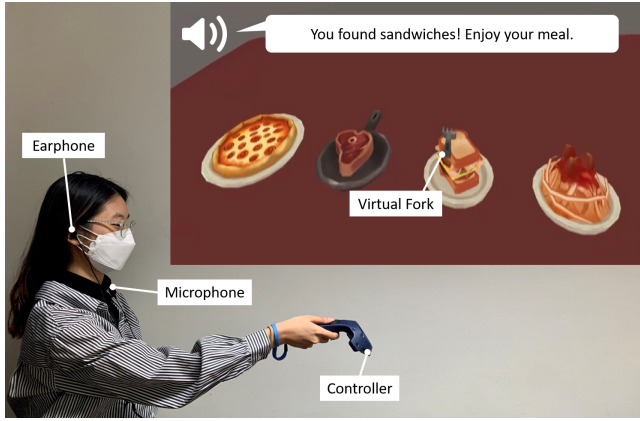 You found sandwiches! Enjoy your meal.
Earphone
Virtual Fork
Microphone
Controller